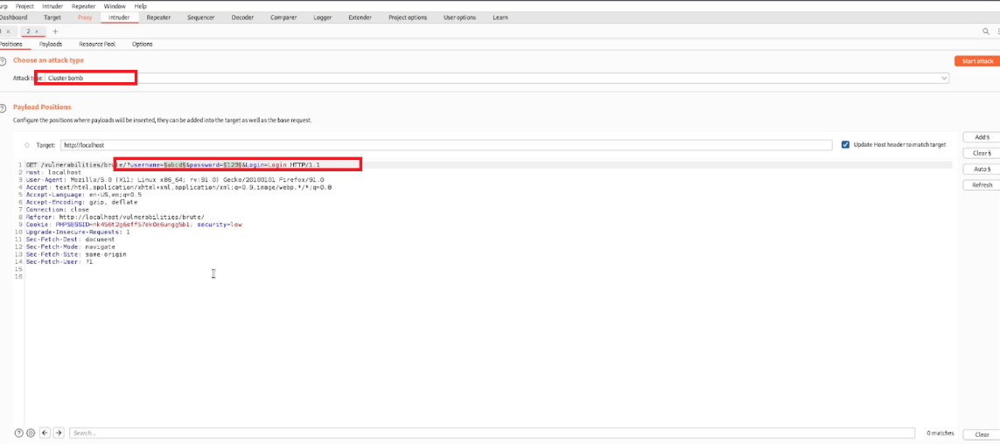 urp Project Intruder Repeater Window Help
Dashboard Target Proxy Intruder Repeater Sequencer Decoder Comparer Logger Extender Project options User options Learn
× 2 × +
Positions Payloads Resource Pool Options
? Choose an attack type
Start attack
Attack type: Cluster bomb
? Payload Positions
Configure the positions where payloads will be inserted, they can be added into the target as well as the base request.
Target: http://localhost
Update Host header to match target
Add §
Clear §
Auto §
Refresh
1 GET /vulnerabilities/brute/?username=§abcd§&password=§123§&Login=Login HTTP/1.1
2 Host: localhost
3 User-Agent: Mozilla/5.0 (X11; Linux x86_64; rv:91.0) Gecko/20100101 Firefox/91.0
4 Accept: text/html,application/xhtml+xml,application/xml;q=0.9,image/webp,*/*;q=0.8
5 Accept-Language: en-US,en;q=0.5
6 Accept-Encoding: gzip, deflate
7 Connection: close
8 Referer: http://localhost/vulnerabilities/brute/
9 Cookie: security=low
10 Upgrade-Insecure-Requests: 1
11 Sec-Fetch-Dest: document
12 Sec-Fetch-Mode: navigate
13 Sec-Fetch-Site: same-origin
14 Sec-Fetch-User: ?1
15
16
? Search... 0 matches Clear